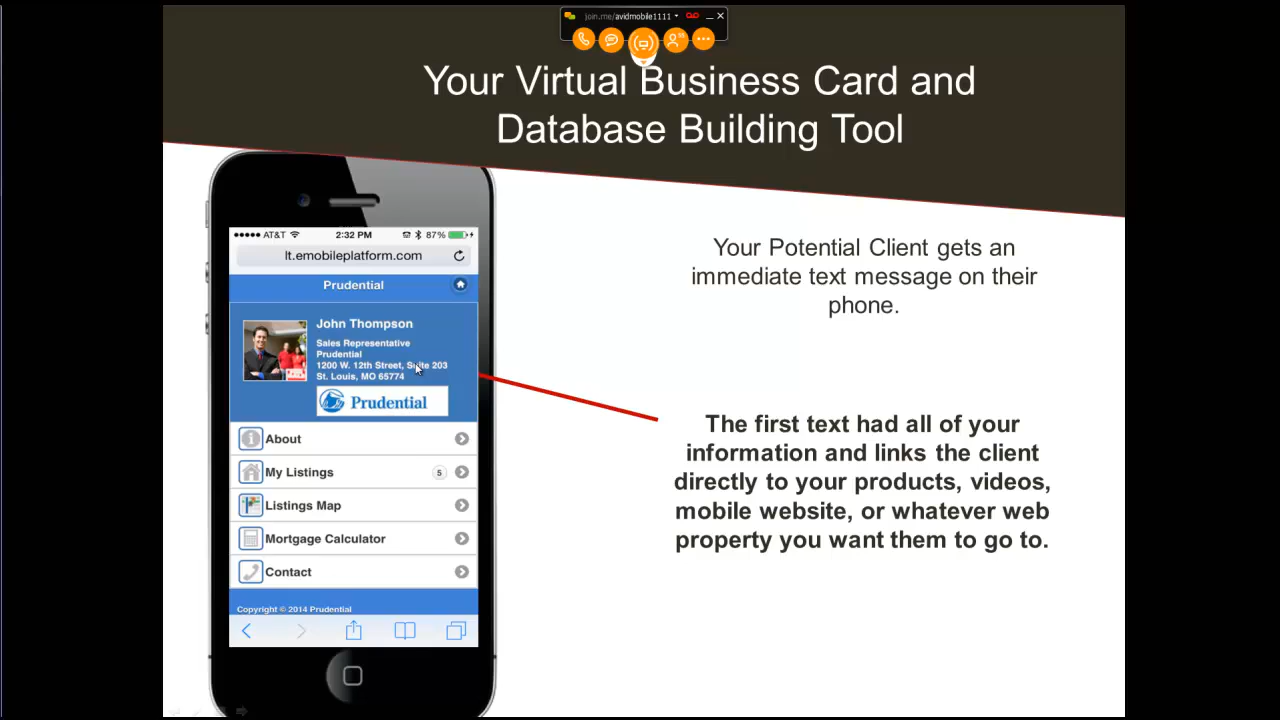 join.me/avidmobile1111
Your Virtual Business Card and
Database Building Tool
AT&T 2:32 PM 87%
lt.emobileplatform.com
Prudential
John Thompson
Sales Representative
Prudential
1200 W. 12th Street, Suite 203
St. Louis, MO 65774
Prudential
About
My Listings 5
Listings Map
Mortgage Calculator
Contact
Copyright © 2014 Prudential
Your Potential Client gets an
immediate text message on their
phone.
The first text had all of your
information and links the client
directly to your products, videos,
mobile website, or whatever web
property you want them to go to.